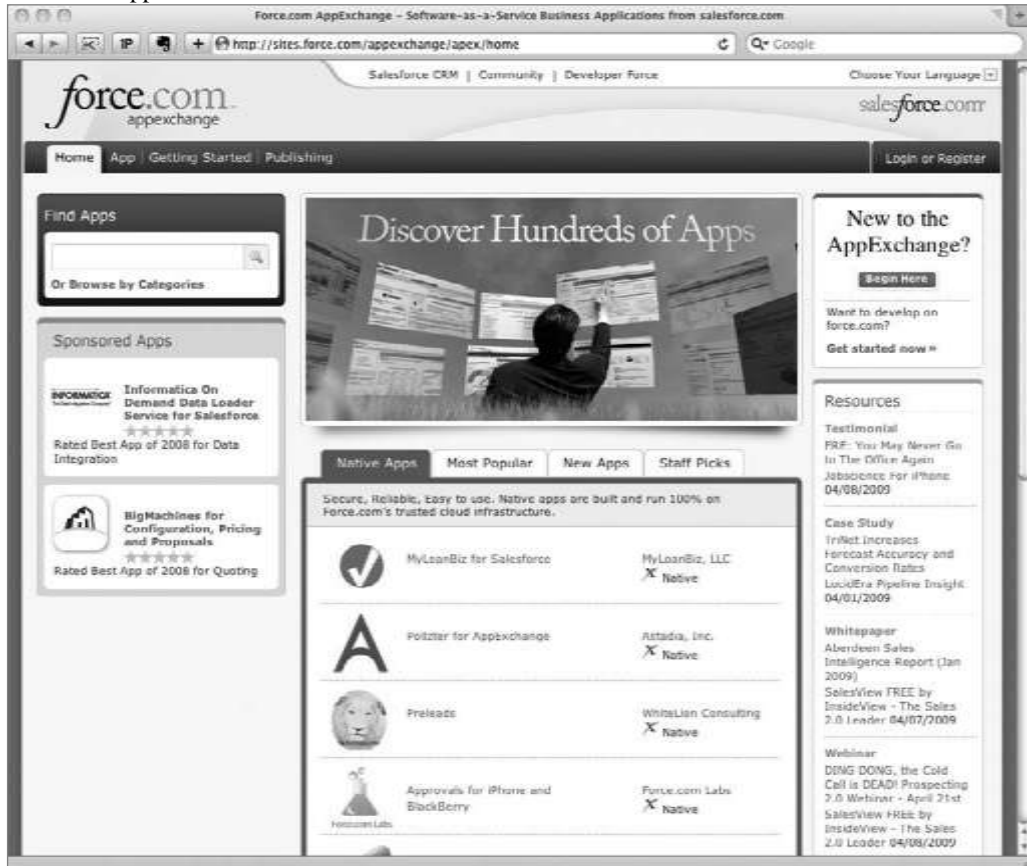 Force.com AppExchange – Software-as-a-Service Business Applications from salesforce.com
1P
http://sites.force.com/appexchange/apex/home
Google
Salesforce CRM | Community | Developer Force
Choose Your Language
force.com
appexchange
salesforce.com
Home
App | Getting Started | Publishing
Login or Register
Find Apps
Or Browse by Categories
Sponsored Apps
INFORMATICA
Informatica On
Demand Data Loader
Service for Salesforce
Rated Best App of 2008 for Data
Integration
BigMachines for
Configuration, Pricing
and Proposals
Rated Best App of 2008 for Quoting
Discover Hundreds of Apps
Native Apps
Most Popular
New Apps
Staff Picks
Secure, Reliable, Easy to use. Native apps are built and run 100% on
Force.com's trusted cloud infrastructure.
MyLoanBiz for Salesforce
MyLoanBiz, LLC
Native
for AppExchange
Astadia, Inc.
Native
Preleads
WhiteLion Consulting
Native
Approvals for iPhone and
BlackBerry
Force.com Labs
Force.com Labs
Native
New to the
AppExchange?
Begin Here
Want to develop on
force.com?
Get started now »
Resources
Testimonial
FRE: You May Never Go
In The Office Again
Jobscience For iPhone
04/08/2009
Case Study
TriNet Increases
Forecast Accuracy and
Conversion Rates
LucidEra Pipeline Insight
04/01/2009
Whitepaper
Aberdeen Sales
Intelligence Report (Jan
2009)
SalesView FREE by
InsideView - The Sales
2.0 Leader 04/07/2009
Webinar
DING DONG, the Cold
Call is DEAD! Prospecting
2.0 Webinar - April 21st
SalesView FREE by
InsideView - The Sales
2.0 Leader 04/08/2009